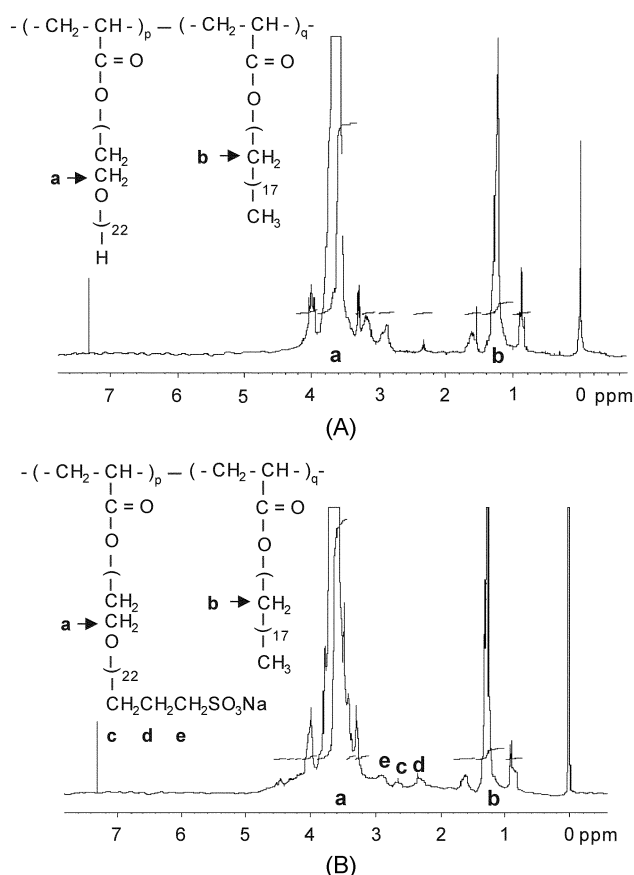 -(-CH2-CH-)p — (-CH2-CH-)q-
C=O C=O
O O
CH2
a CH2 b CH2
O 17
22 CH3
H
a b
7 6 5 4 3 2 1 0 ppm
(A)
-(-CH2-CH-)p — (-CH2-CH-)q-
C=O C=O
O O
CH2 b CH2
a CH2
O 17
22 CH3
CH2CH2CH2SO3Na
c d e
e c d
a b
7 6 5 4 3 2 1 0 ppm
(B)